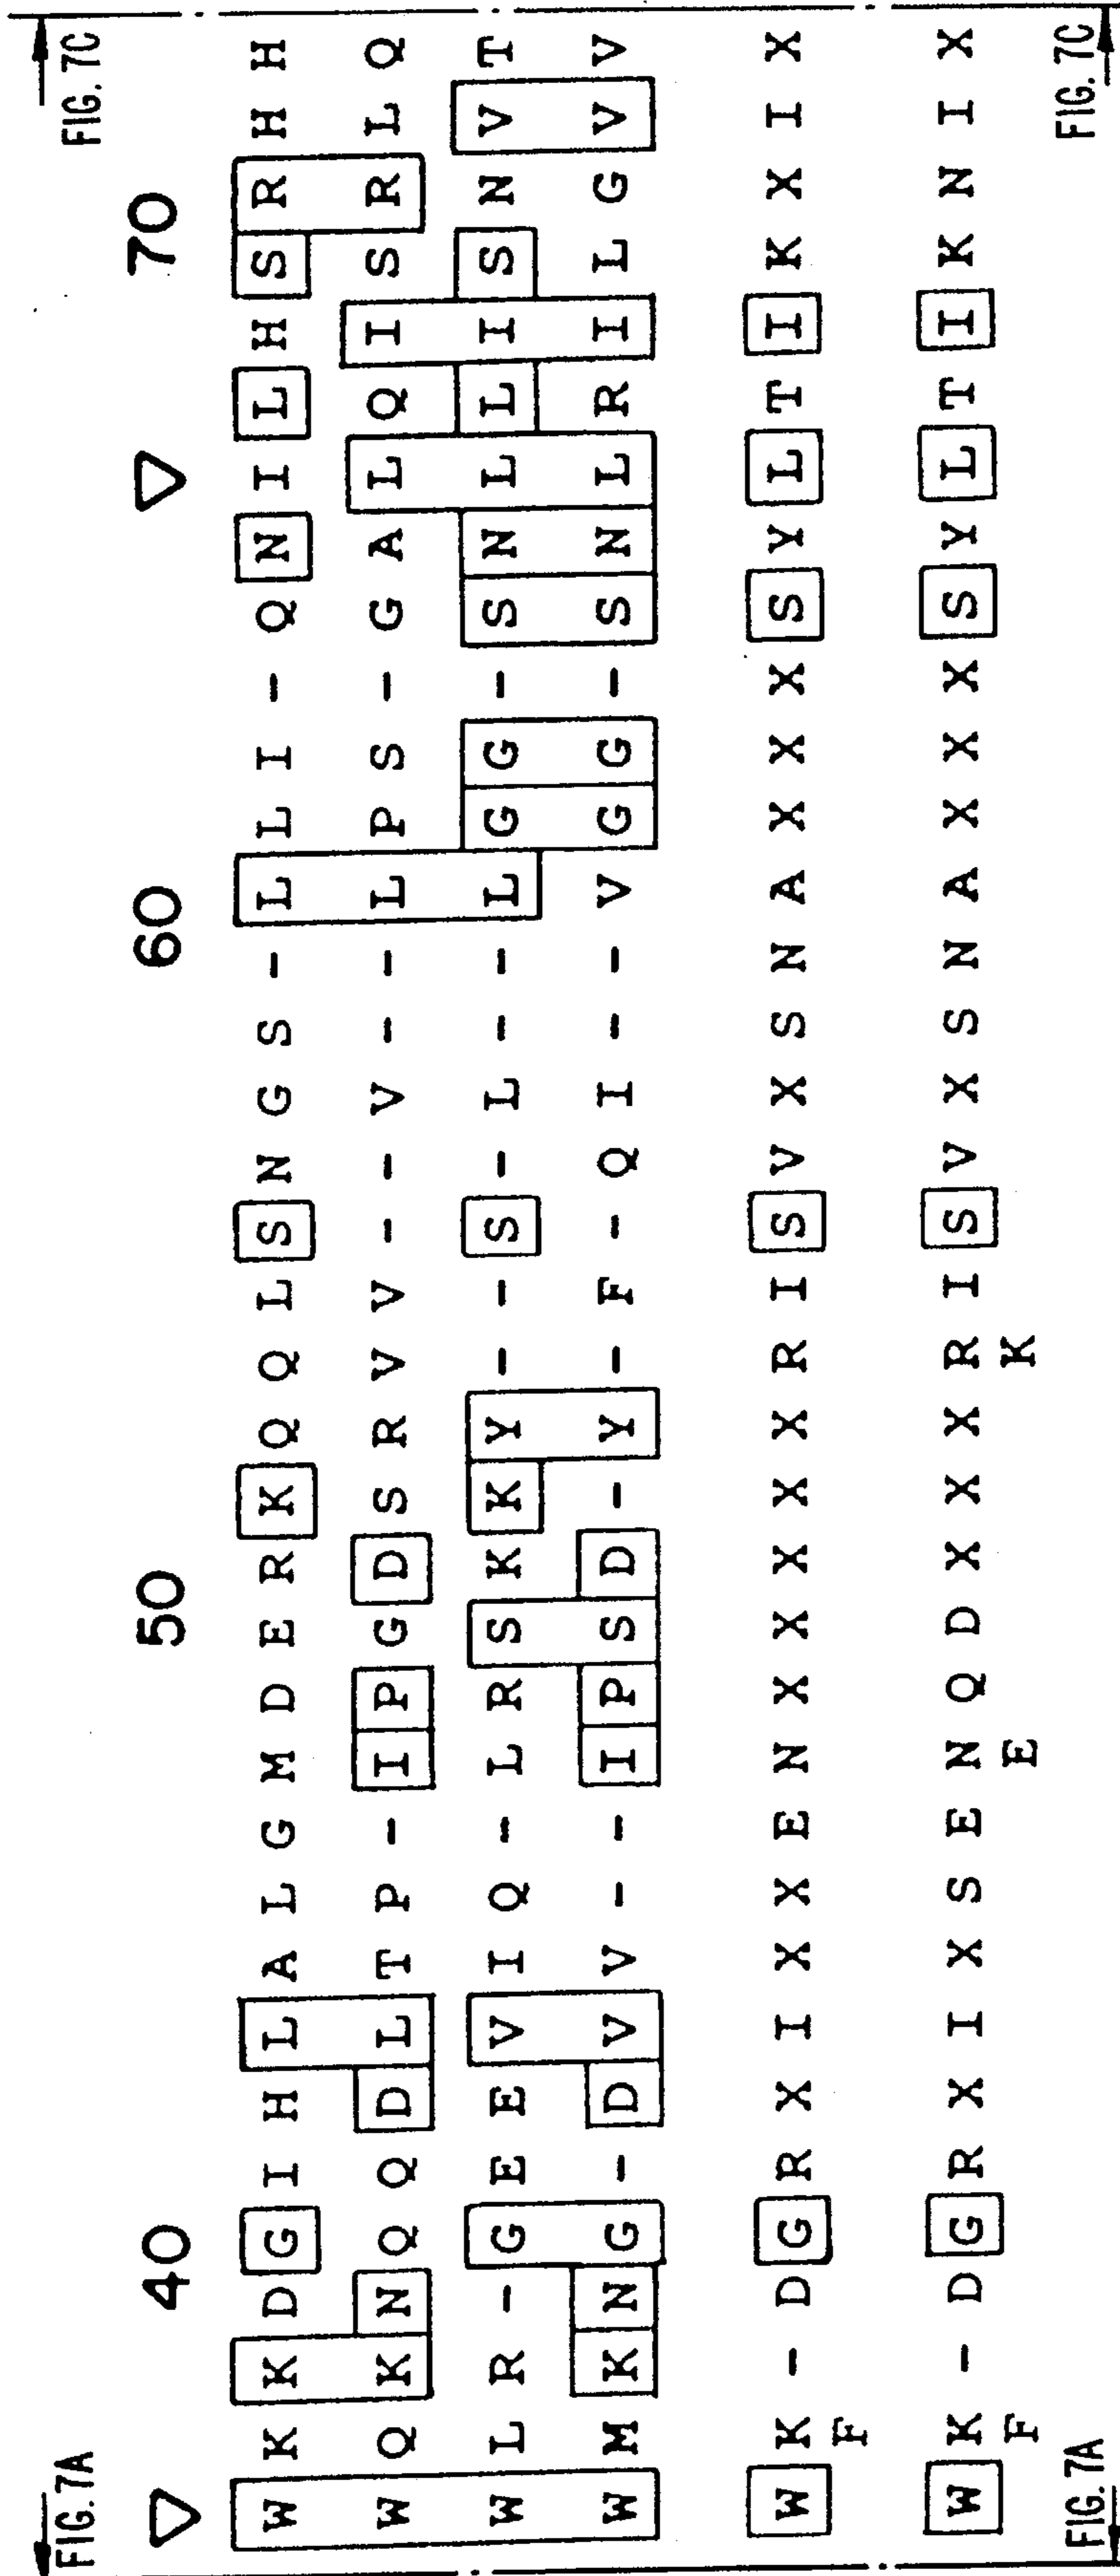 FIG. 7A FIG. 7C
▽ 40 50 60 ▽ 70
W K K D G I H L A L G M D E R K Q Q L S N G S - L L I - Q N I L H S R H H
W Q K N Q Q D L T P - I P G D S R V V - - V - - L P S - G A L Q I S R L Q
W L R - G E E V I Q - L R S K K Y - - S - L - - L G G - S N L L I S N V T
W M K N G - D V V - - I P S D - Y - F - Q I - - V G G - S N L R I L G V V
W K - D G R X I X X E N X X X X X R I S V X S N A X X X S Y L T I K X I X
F
W K - D G R X I X S E N Q D X X X R I S V X S N A X X X S Y L T I K N I X
F E K
FIG. 7A FIG. 7C